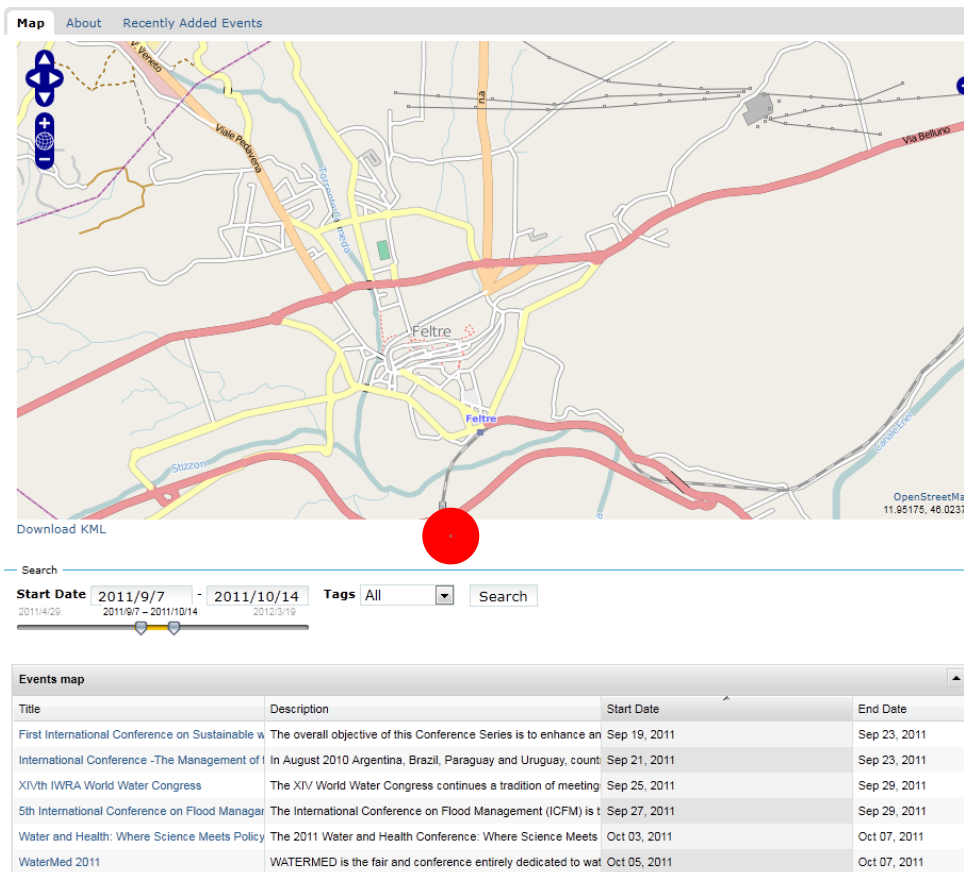 Map About Recently Added Events
V. Veneto
Viale Pedavena
Via Belluno
Feltre
Feltre
Stizzon
Canale Enel
OpenStreetMa
11.95175, 46.0237
Download KML
Search
Start Date 2011/9/7 - 2011/10/14 Tags All Search
2011/4/29 2011/9/7 – 2011/10/14 2012/3/19
Events map
Title Description Start Date End Date
First International Conference on Sustainable w The overall objective of this Conference Series is to enhance an Sep 19, 2011 Sep 23, 2011
International Conference -The Management of In August 2010 Argentina, Brazil, Paraguay and Uruguay, count Sep 21, 2011 Sep 23, 2011
XIVth IWRA World Water Congress The XIV World Water Congress continues a tradition of meeting Sep 25, 2011 Sep 29, 2011
5th International Conference on Flood Managar The International Conference on Flood Management (ICFM) is t Sep 27, 2011 Sep 29, 2011
Water and Health: Where Science Meets Policy The 2011 Water and Health Conference: Where Science Meets Oct 03, 2011 Oct 07, 2011
WaterMed 2011 WATERMED is the fair and conference entirely dedicated to wat Oct 05, 2011 Oct 07, 2011